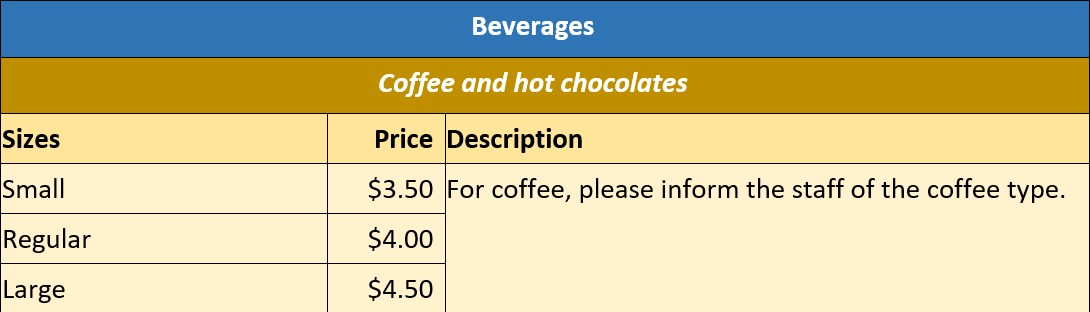 Beverages
Coffee and hot chocolates
Sizes Price Description
Small $3.50 For coffee, please inform the staff of the coffee type.
Regular $4.00
Large $4.50